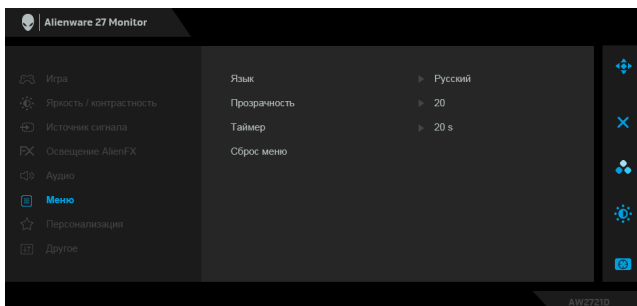 Alienware 27 Monitor
Игра
Яркость / контрастность
Источник сигнала
FX Освещение AlienFX
Аудио
Меню
Персонализация
Другое
Язык Русский
Прозрачность 20
Таймер 20 s
Сброс меню
AW2721D